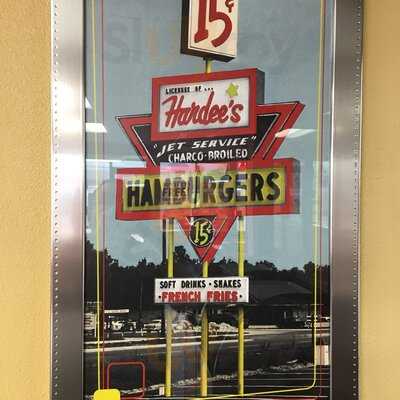 15¢
LICENSEE OF ...
Hardee's
"JET SERVICE"
CHARCO-BROILED
HAMBURGERS
15¢
SOFT DRINKS • SHAKES
FRENCH FRIES